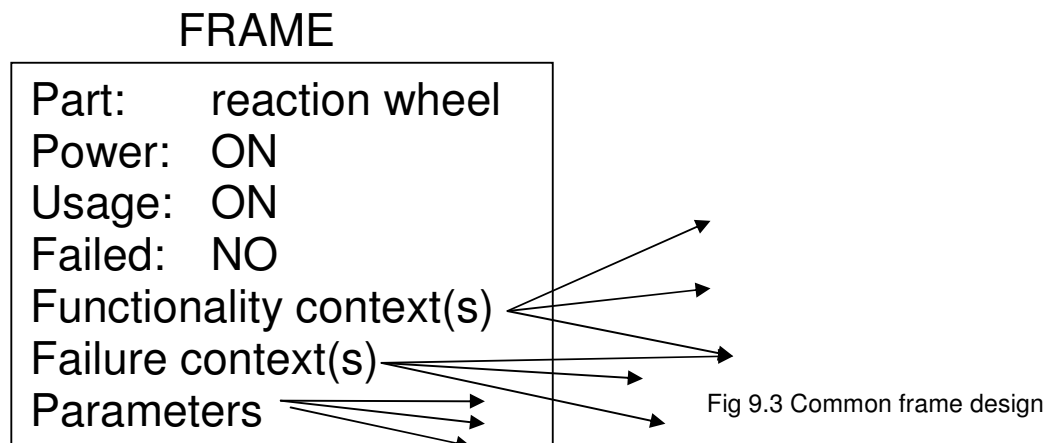 FRAME
Part: reaction wheel
Power: ON
Usage: ON
Failed: NO
Functionality context(s)
Failure context(s)
Parameters
Fig 9.3 Common frame design